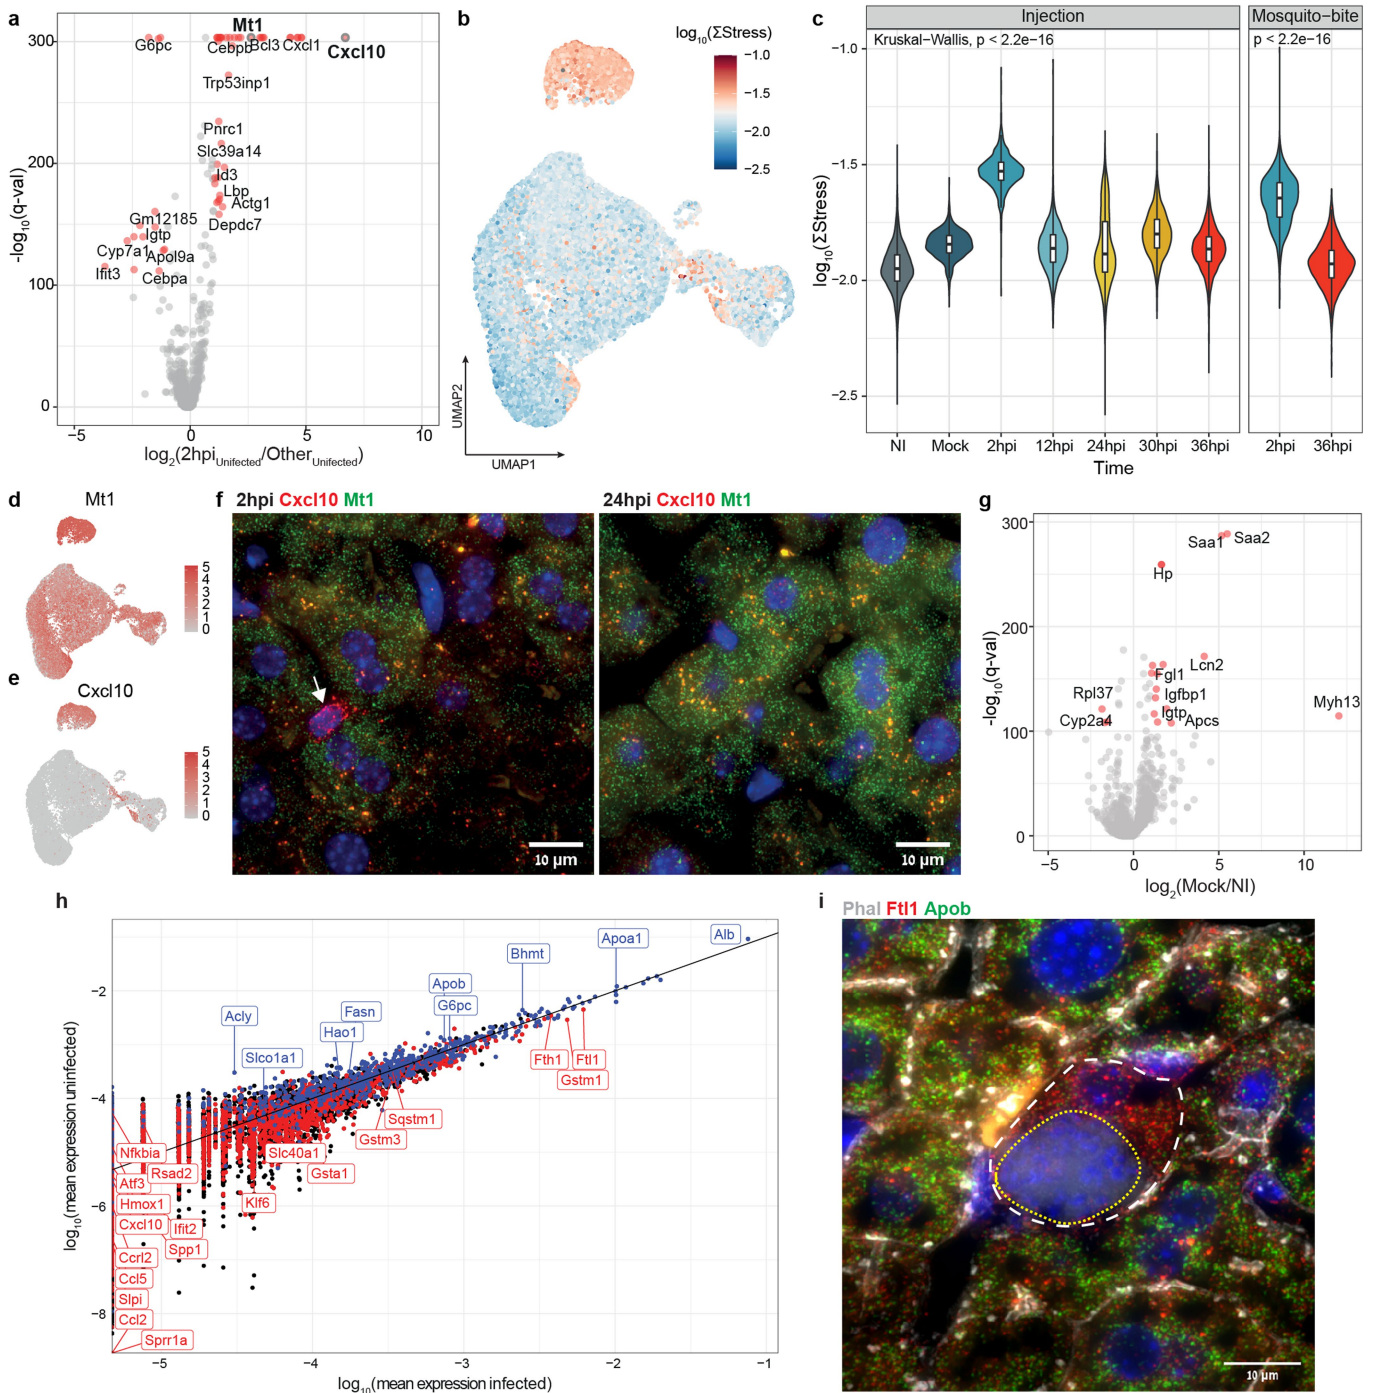 a
300
200
100
0
-log10(q-val)
Mt1
G6pc
Cebpb
Bcl3
Cxcl1
Cxcl10
Trp53inp1
Pnrc1
Slc39a14
Id3
Lbp
Actg1
Depdc7
Gm12185
Igtp
Cyp7a1
Apol9a
Ifit3
Cebpa
−5
0
5
10
log2(2hpiUninfected/OtherUninfected)
b
log10(ΣStress)
−1.0
−1.5
−2.0
−2.5
UMAP2
UMAP1
c
Injection
Mosquito−bite
Kruskal−Wallis, p < 2.2e−16
p < 2.2e−16
−1.0
−1.5
−2.0
−2.5
log10(ΣStress)
NI
Mock
2hpi
12hpi
24hpi
30hpi
36hpi
2hpi
36hpi
Time
d
Mt1
5
4
3
2
1
0
e
Cxcl10
5
4
3
2
1
0
f
2hpi Cxcl10 Mt1
24hpi Cxcl10 Mt1
10 µm
10 µm
g
300
200
100
0
-log10(q-val)
Saa1
Saa2
Hp
Lcn2
Fgl1
Rpl37
Igfbp1
Igtp
Cyp2a4
Apcs
Myh13
−5
0
5
10
log2(Mock/NI)
h
−2
−4
−6
−8
log10(mean expression uninfected)
Alb
Apoa1
Bhmt
Apob
G6pc
Fasn
Acly
Hao1
Slco1a1
Fth1
Ftl1
Gstm1
Sqstm1
Gstm3
Slc40a1
Gsta1
Nfkbia
Rsad2
Atf3
Hmox1
Klf6
Cxcl10
Ifit2
Spp1
Ccrl2
Ccl5
Slpi
Ccl2
Sprr1a
−5
−4
−3
−2
−1
log10(mean expression infected)
i
Phal Ftl1 Apob
10 µm